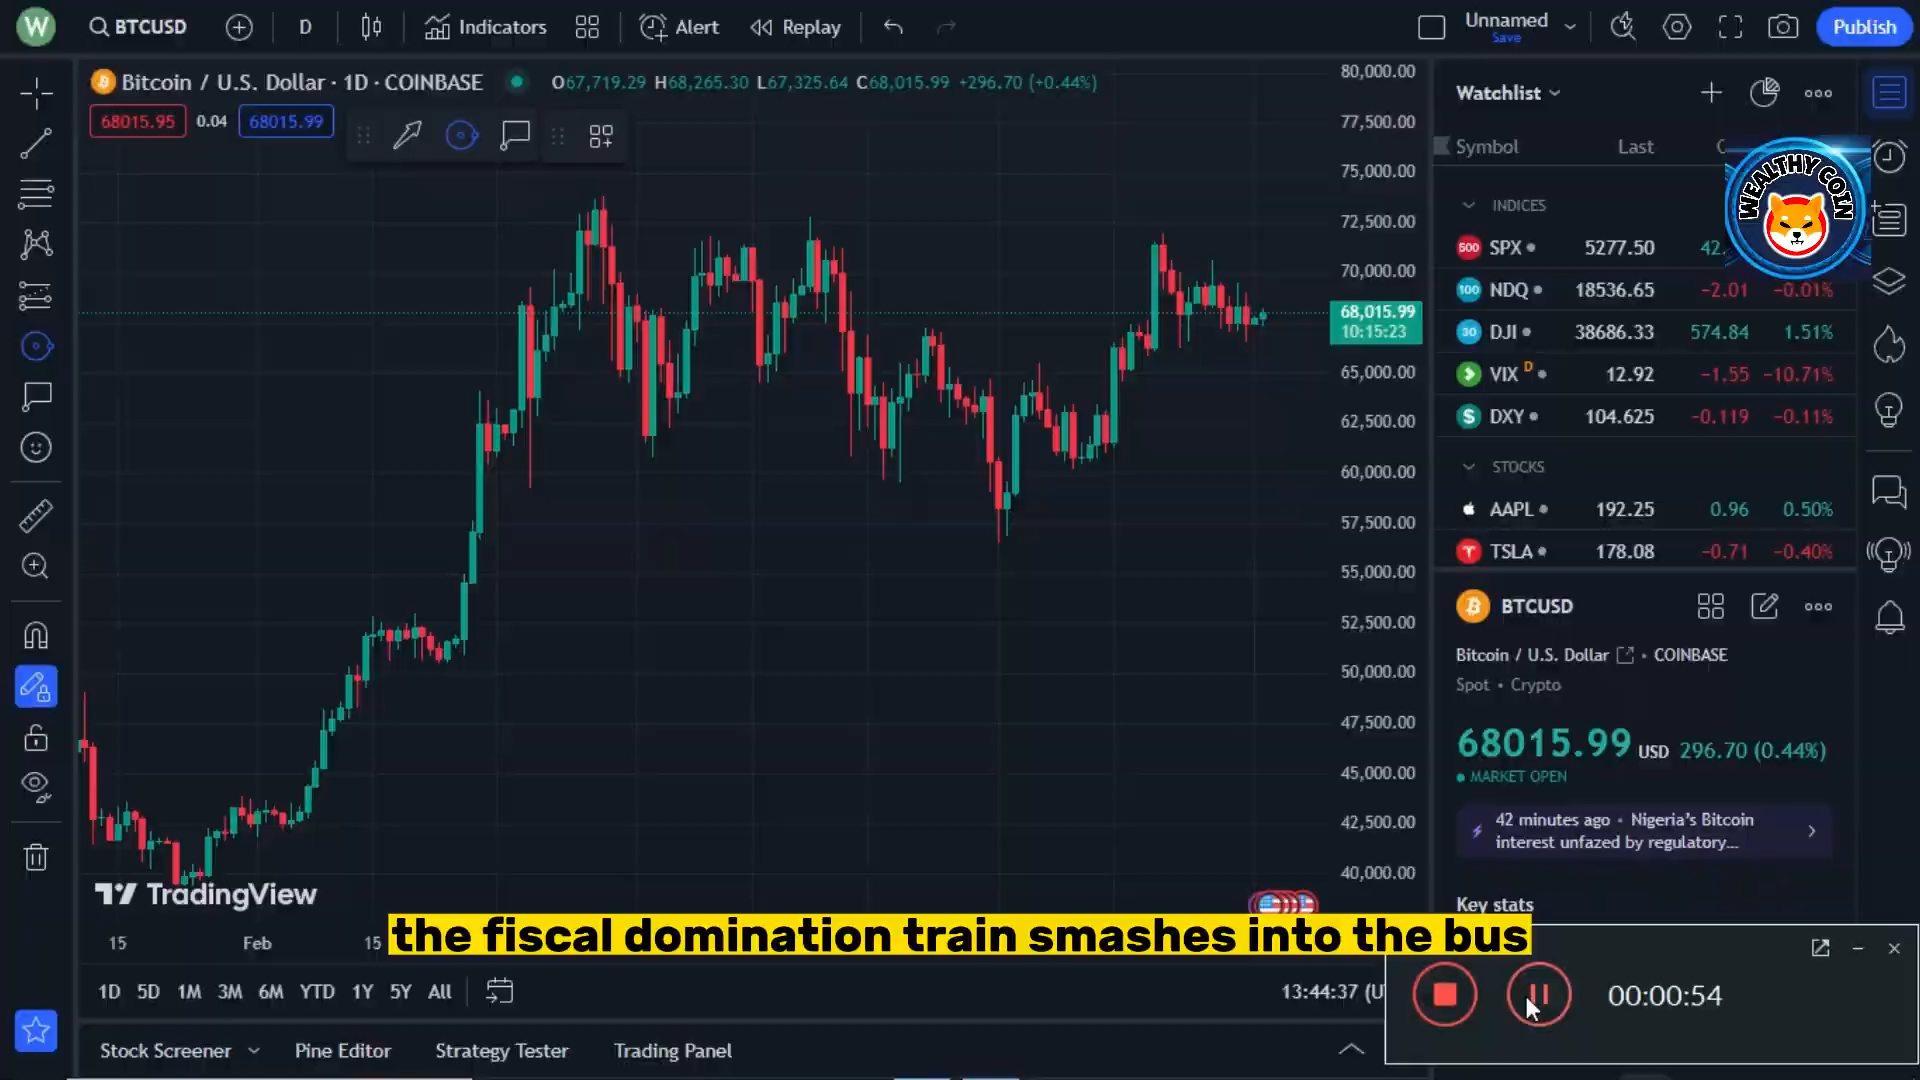 W
BTCUSD
D
Indicators
Alert
Replay
Unnamed
Save
Publish
Bitcoin / U.S. Dollar · 1D · COINBASE
O67,719.29 H68,265.30 L67,325.64 C68,015.99 +296.70 (+0.44%)
68015.95
0.04
68015.99
80,000.00
77,500.00
75,000.00
72,500.00
70,000.00
68,015.99
10:15:23
65,000.00
62,500.00
60,000.00
57,500.00
55,000.00
52,500.00
50,000.00
47,500.00
45,000.00
42,500.00
40,000.00
Watchlist
Symbol Last C
WEALTHY COIN
INDICES
500 SPX 5277.50 42.
100 NDQ 18536.65 −2.01 −0.01%
30 DJI 38686.33 574.84 1.51%
VIX D 12.92 −1.55 −10.71%
$ DXY 104.625 −0.119 −0.11%
STOCKS
AAPL 192.25 0.96 0.50%
TSLA 178.08 −0.71 −0.40%
BTCUSD
Bitcoin / U.S. Dollar • COINBASE
Spot • Crypto
68015.99 USD 296.70 (0.44%)
MARKET OPEN
42 minutes ago • Nigeria's Bitcoin
interest unfazed by regulatory...
Key stats
TradingView
15 Feb 15
the fiscal domination train smashes into the bus
1D 5D 1M 3M 6M YTD 1Y 5Y All
13:44:37 (U
00:00:54
Stock Screener Pine Editor Strategy Tester Trading Panel